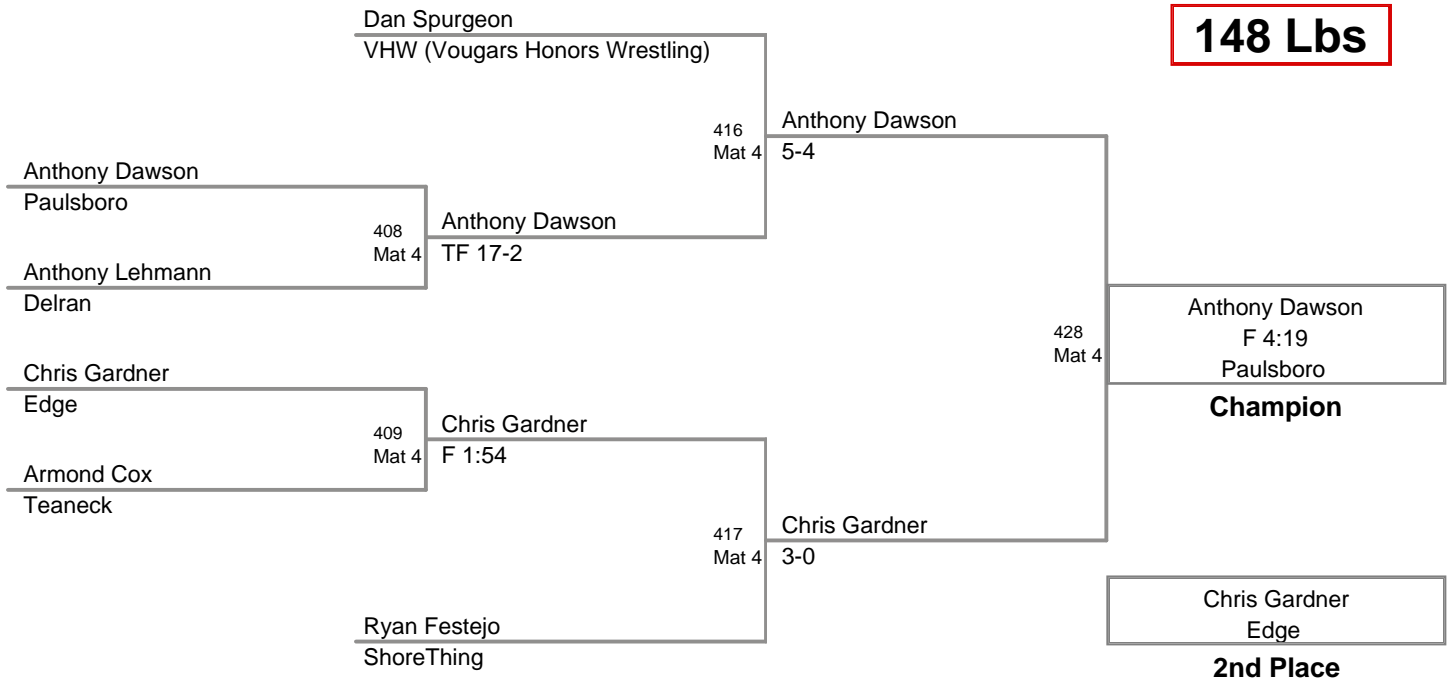 Dan Spurgeon
VHW (Vougars Honors Wrestling)
148 Lbs
416
Mat 4
Anthony Dawson
5-4
Anthony Dawson
Paulsboro
408
Mat 4
Anthony Dawson
TF 17-2
Anthony Lehmann
Delran
428
Mat 4
Anthony Dawson
F 4:19
Paulsboro
Champion
Chris Gardner
Edge
409
Mat 4
Chris Gardner
F 1:54
Armond Cox
Teaneck
417
Mat 4
Chris Gardner
3-0
Ryan Festejo
ShoreThing
Chris Gardner
Edge
2nd Place